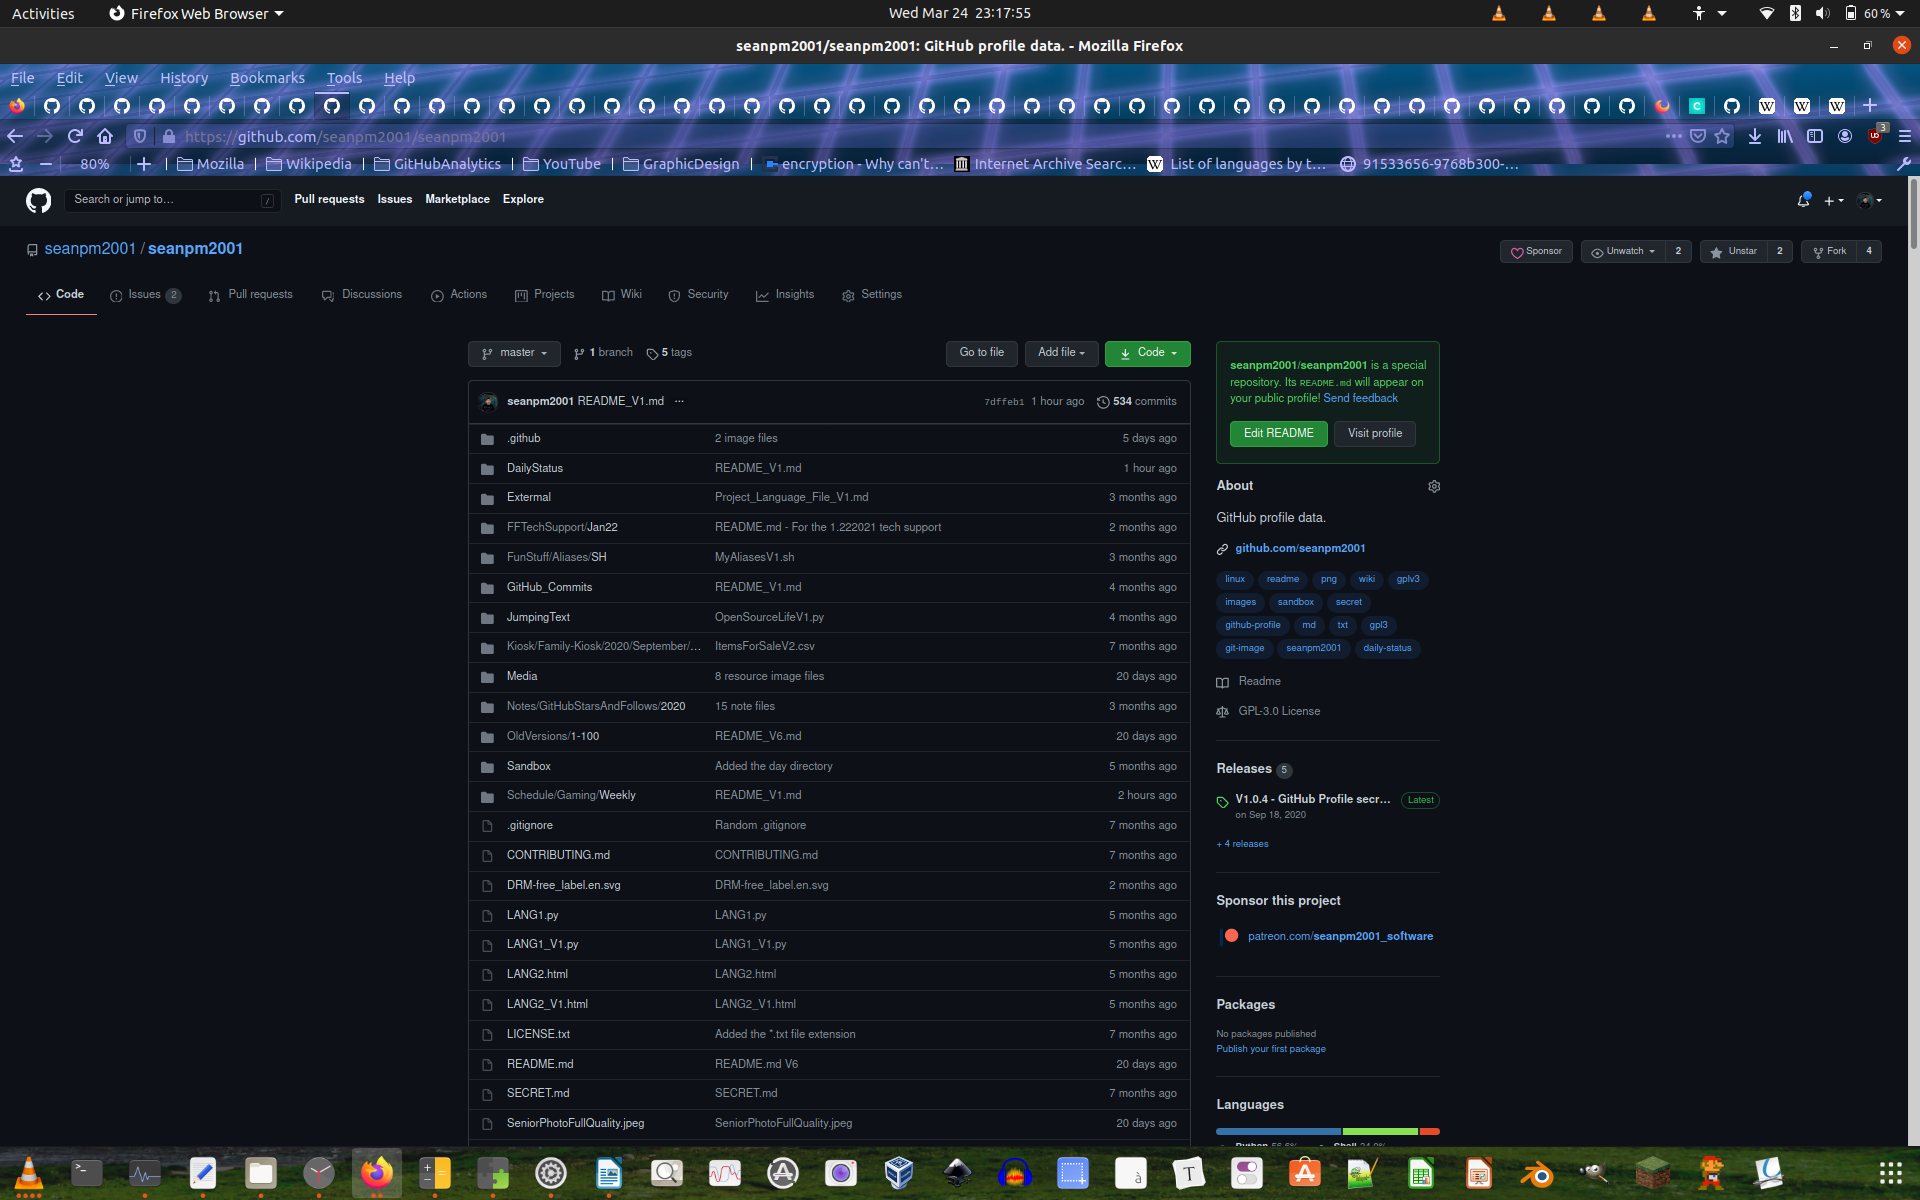 Activities Firefox Web Browser Wed Mar 24 23:17:55 60 %
seanpm2001/seanpm2001: GitHub profile data. - Mozilla Firefox
File Edit View History Bookmarks Tools Help
https://github.com/seanpm2001/seanpm2001 3
80% Mozilla Wikipedia GitHubAnalytics YouTube GraphicDesign encryption - Why can't... Internet Archive Searc... List of languages by t... 91533656-9768b300-...
Search or jump to... / Pull requests Issues Marketplace Explore
seanpm2001 / seanpm2001 Sponsor Unwatch 2 Unstar 2 Fork 4
Code Issues 2 Pull requests Discussions Actions Projects Wiki Security Insights Settings
master 1 branch 5 tags Go to file Add file Code
seanpm2001 README_V1.md ... 7dffeb1 1 hour ago 534 commits
.github 2 image files 5 days ago
DailyStatus README_V1.md 1 hour ago
Extermal Project_Language_File_V1.md 3 months ago
FFTechSupport/Jan22 README.md - For the 1.222021 tech support 2 months ago
FunStuff/Aliases/SH MyAliasesV1.sh 3 months ago
GitHub_Commits README_V1.md 4 months ago
JumpingText OpenSourceLifeV1.py 4 months ago
Kiosk/Family-Kiosk/2020/September/... ItemsForSaleV2.csv 7 months ago
Media 8 resource image files 20 days ago
Notes/GitHubStarsAndFollows/2020 15 note files 3 months ago
OldVersions/1-100 README_V6.md 20 days ago
Sandbox Added the day directory 5 months ago
Schedule/Gaming/Weekly README_V1.md 2 hours ago
.gitignore Random .gitignore 7 months ago
CONTRIBUTING.md CONTRIBUTING.md 7 months ago
DRM-free_label.en.svg DRM-free_label.en.svg 2 months ago
LANG1.py LANG1.py 5 months ago
LANG1_V1.py LANG1_V1.py 5 months ago
LANG2.html LANG2.html 5 months ago
LANG2_V1.html LANG2_V1.html 5 months ago
LICENSE.txt Added the *.txt file extension 7 months ago
README.md README.md V6 20 days ago
SECRET.md SECRET.md 7 months ago
SeniorPhotoFullQuality.jpeg SeniorPhotoFullQuality.jpeg 20 days ago
seanpm2001/seanpm2001 is a special
repository. Its README.md will appear on
your public profile! Send feedback
Edit README Visit profile
About
GitHub profile data.
github.com/seanpm2001
linux readme png wiki gplv3
images sandbox secret
github-profile md txt gpl3
git-image seanpm2001 daily-status
Readme
GPL-3.0 License
Releases 5
V1.0.4 - GitHub Profile secr... Latest
on Sep 18, 2020
+ 4 releases
Sponsor this project
patreon.com/seanpm2001_software
Packages
No packages published
Publish your first package
Languages